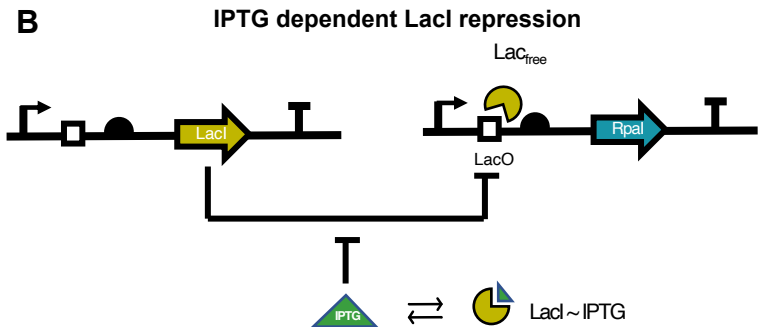 B
IPTG dependent LacI repression
Lacfree
LacI
RpaI
LacO
IPTG
LacI ~ IPTG